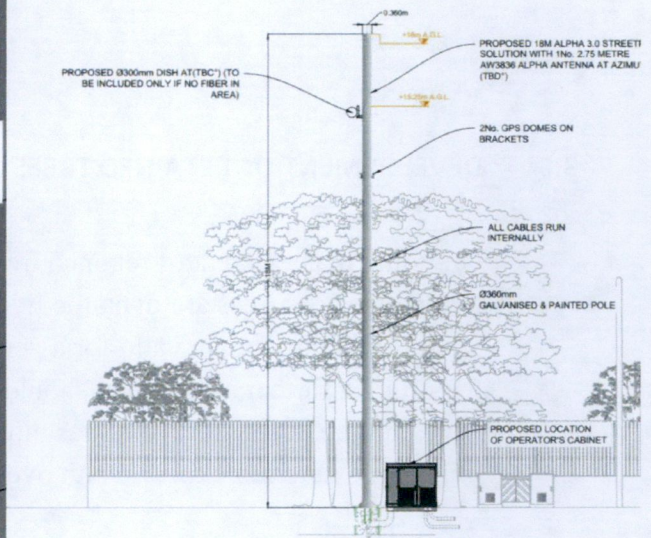 0.360m
+18m A.G.L.
PROPOSED 18M ALPHA 3.0 STREET
SOLUTION WITH 1No. 2.75 METRE
AW3836 ALPHA ANTENNA AT AZIMU
(TBD*)
PROPOSED Ø300mm DISH AT(TBC*) (TO
BE INCLUDED ONLY IF NO FIBER IN
AREA)
+15.25m A.G.L.
2No. GPS DOMES ON
BRACKETS
ALL CABLES RUN
INTERNALLY
18M
Ø360mm
GALVANISED & PAINTED POLE
PROPOSED LOCATION
OF OPERATOR'S CABINET